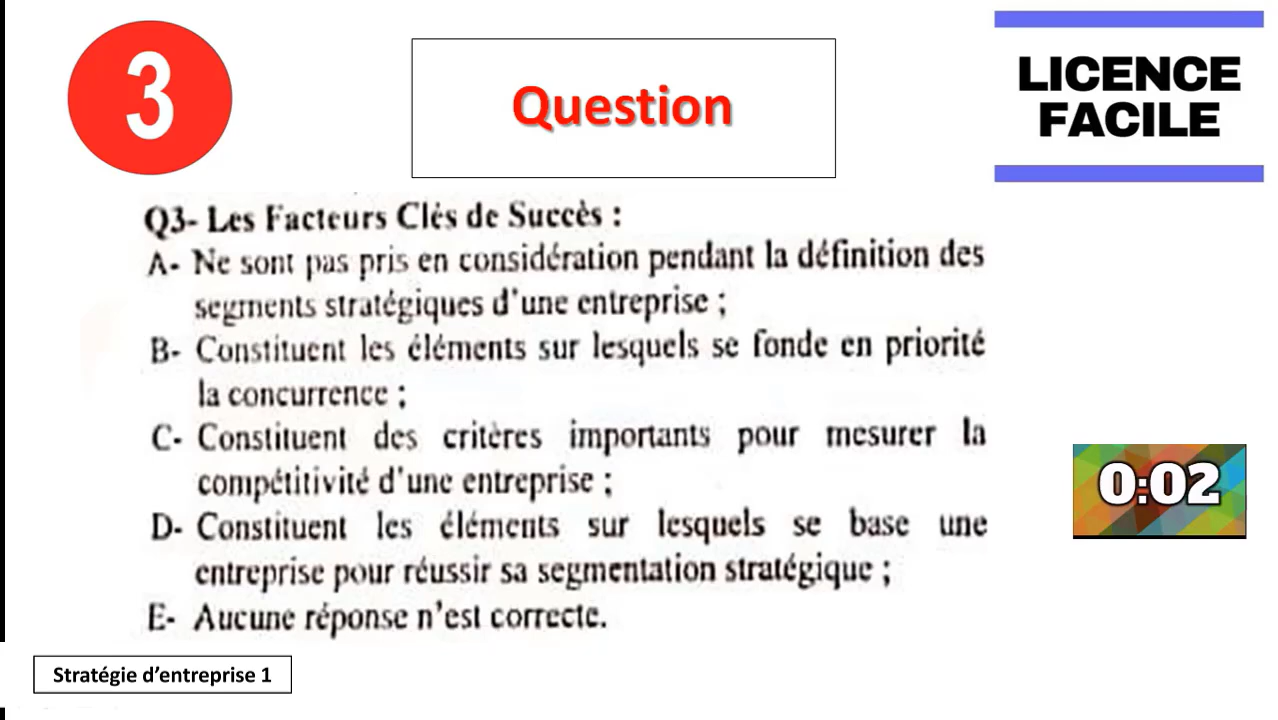 3
Question
LICENCE
FACILE
Q3- Les Facteurs Clés de Succès :
A- Ne sont pas pris en considération pendant la définition des
segments stratégiques d'une entreprise ;
B- Constituent les éléments sur lesquels se fonde en priorité
la concurrence ;
C- Constituent des critères importants pour mesurer la
compétitivité d'une entreprise ;
D- Constituent les éléments sur lesquels se base une
entreprise pour réussir sa segmentation stratégique ;
E- Aucune réponse n'est correcte.
0:02
Stratégie d'entreprise 1